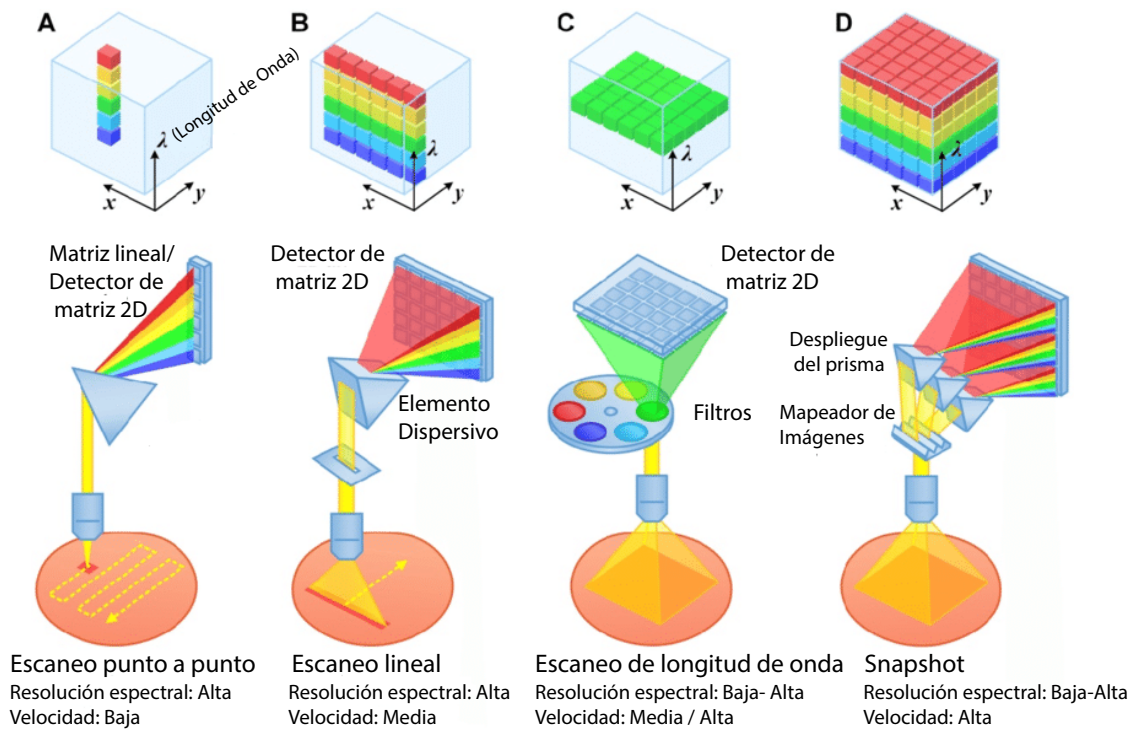 A
B
C
D
λ (Longitud de Onda)
x
y
λ
x
y
λ
x
y
λ
x
y
Matriz lineal/
Detector de
matriz 2D
Detector de
matriz 2D
Elemento
Dispersivo
Filtros
Detector de
matriz 2D
Despliegue
del prisma
Mapeador de
Imágenes
Escaneo punto a punto
Resolución espectral: Alta
Velocidad: Baja
Escaneo lineal
Resolución espectral: Alta
Velocidad: Media
Escaneo de longitud de onda
Resolución espectral: Baja- Alta
Velocidad: Media / Alta
Snapshot
Resolución espectral: Baja-Alta
Velocidad: Alta